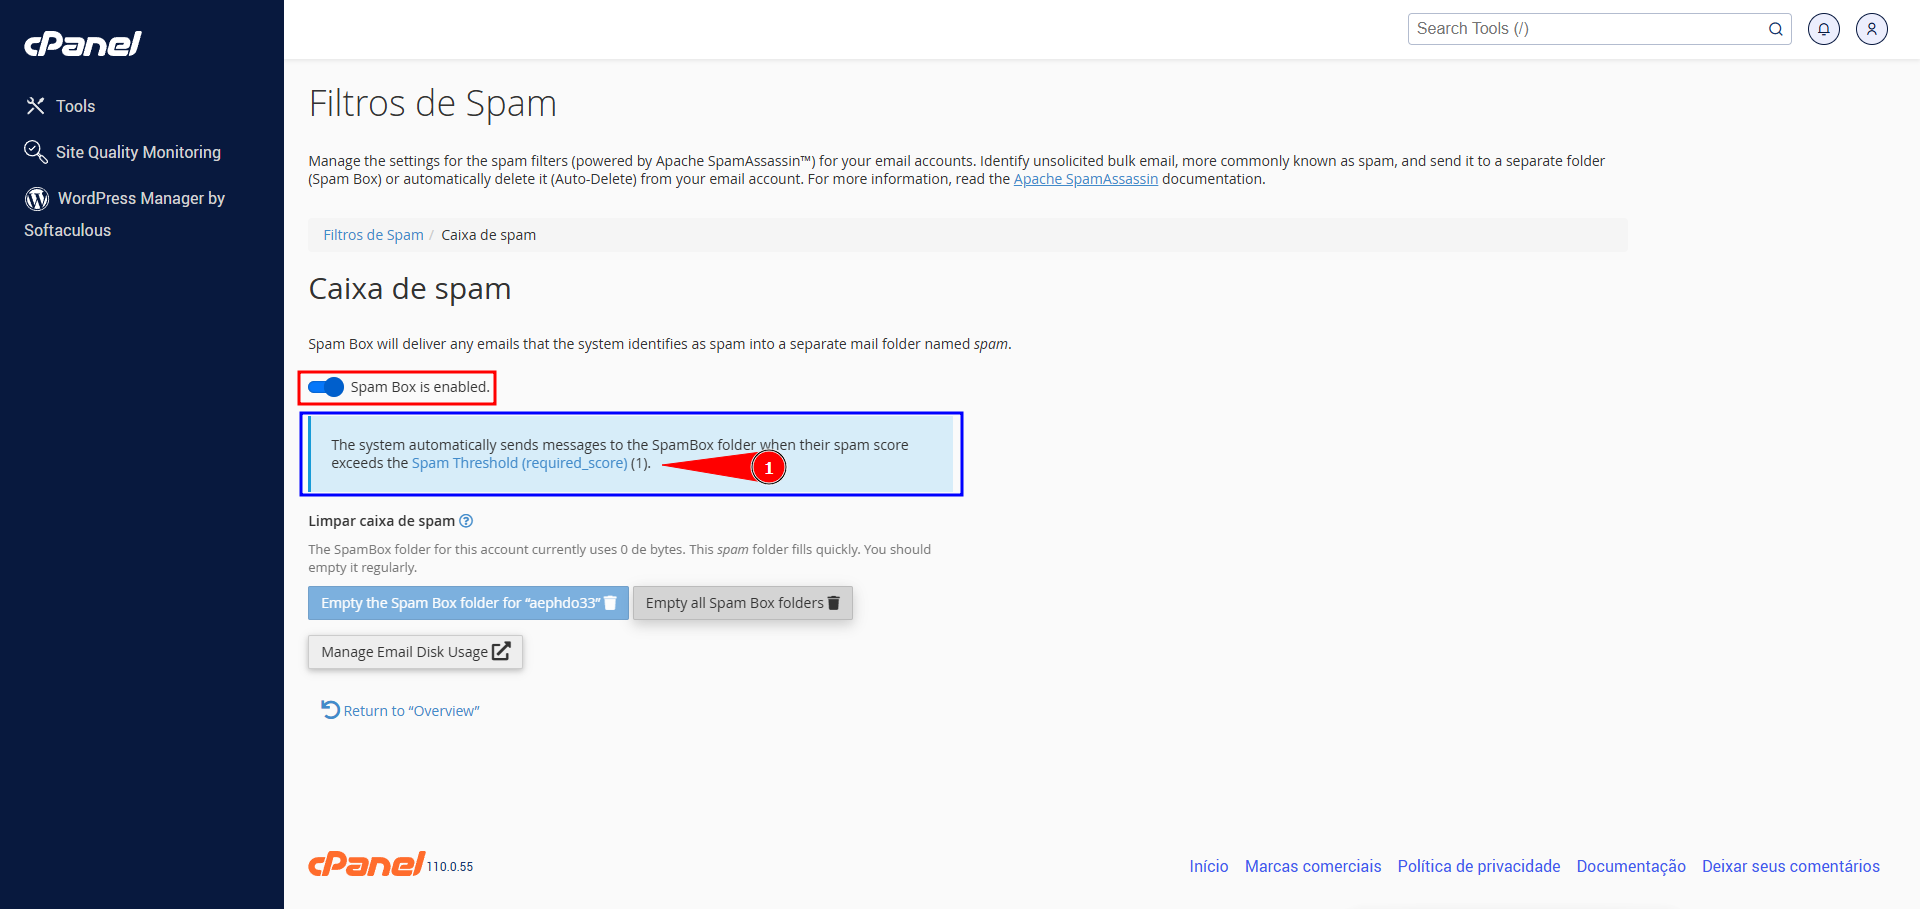 cPanel
Search Tools (/)
Tools
Site Quality Monitoring
WordPress Manager by
Softaculous
Filtros de Spam
Manage the settings for the spam filters (powered by Apache SpamAssassin™) for your email accounts. Identify unsolicited bulk email, more commonly known as spam, and send it to a separate folder
(Spam Box) or automatically delete it (Auto-Delete) from your email account. For more information, read the Apache SpamAssassin documentation.
Filtros de Spam / Caixa de spam
Caixa de spam
Spam Box will deliver any emails that the system identifies as spam into a separate mail folder named spam.
Spam Box is enabled.
The system automatically sends messages to the SpamBox folder when their spam score
exceeds the Spam Threshold (required_score) (1).
1
Limpar caixa de spam ?
The SpamBox folder for this account currently uses 0 de bytes. This spam folder fills quickly. You should
empty it regularly.
Empty the Spam Box folder for “aephdo33”
Empty all Spam Box folders
Manage Email Disk Usage
Return to “Overview”
cPanel 110.0.55
Início Marcas comerciais Política de privacidade Documentação Deixar seus comentários